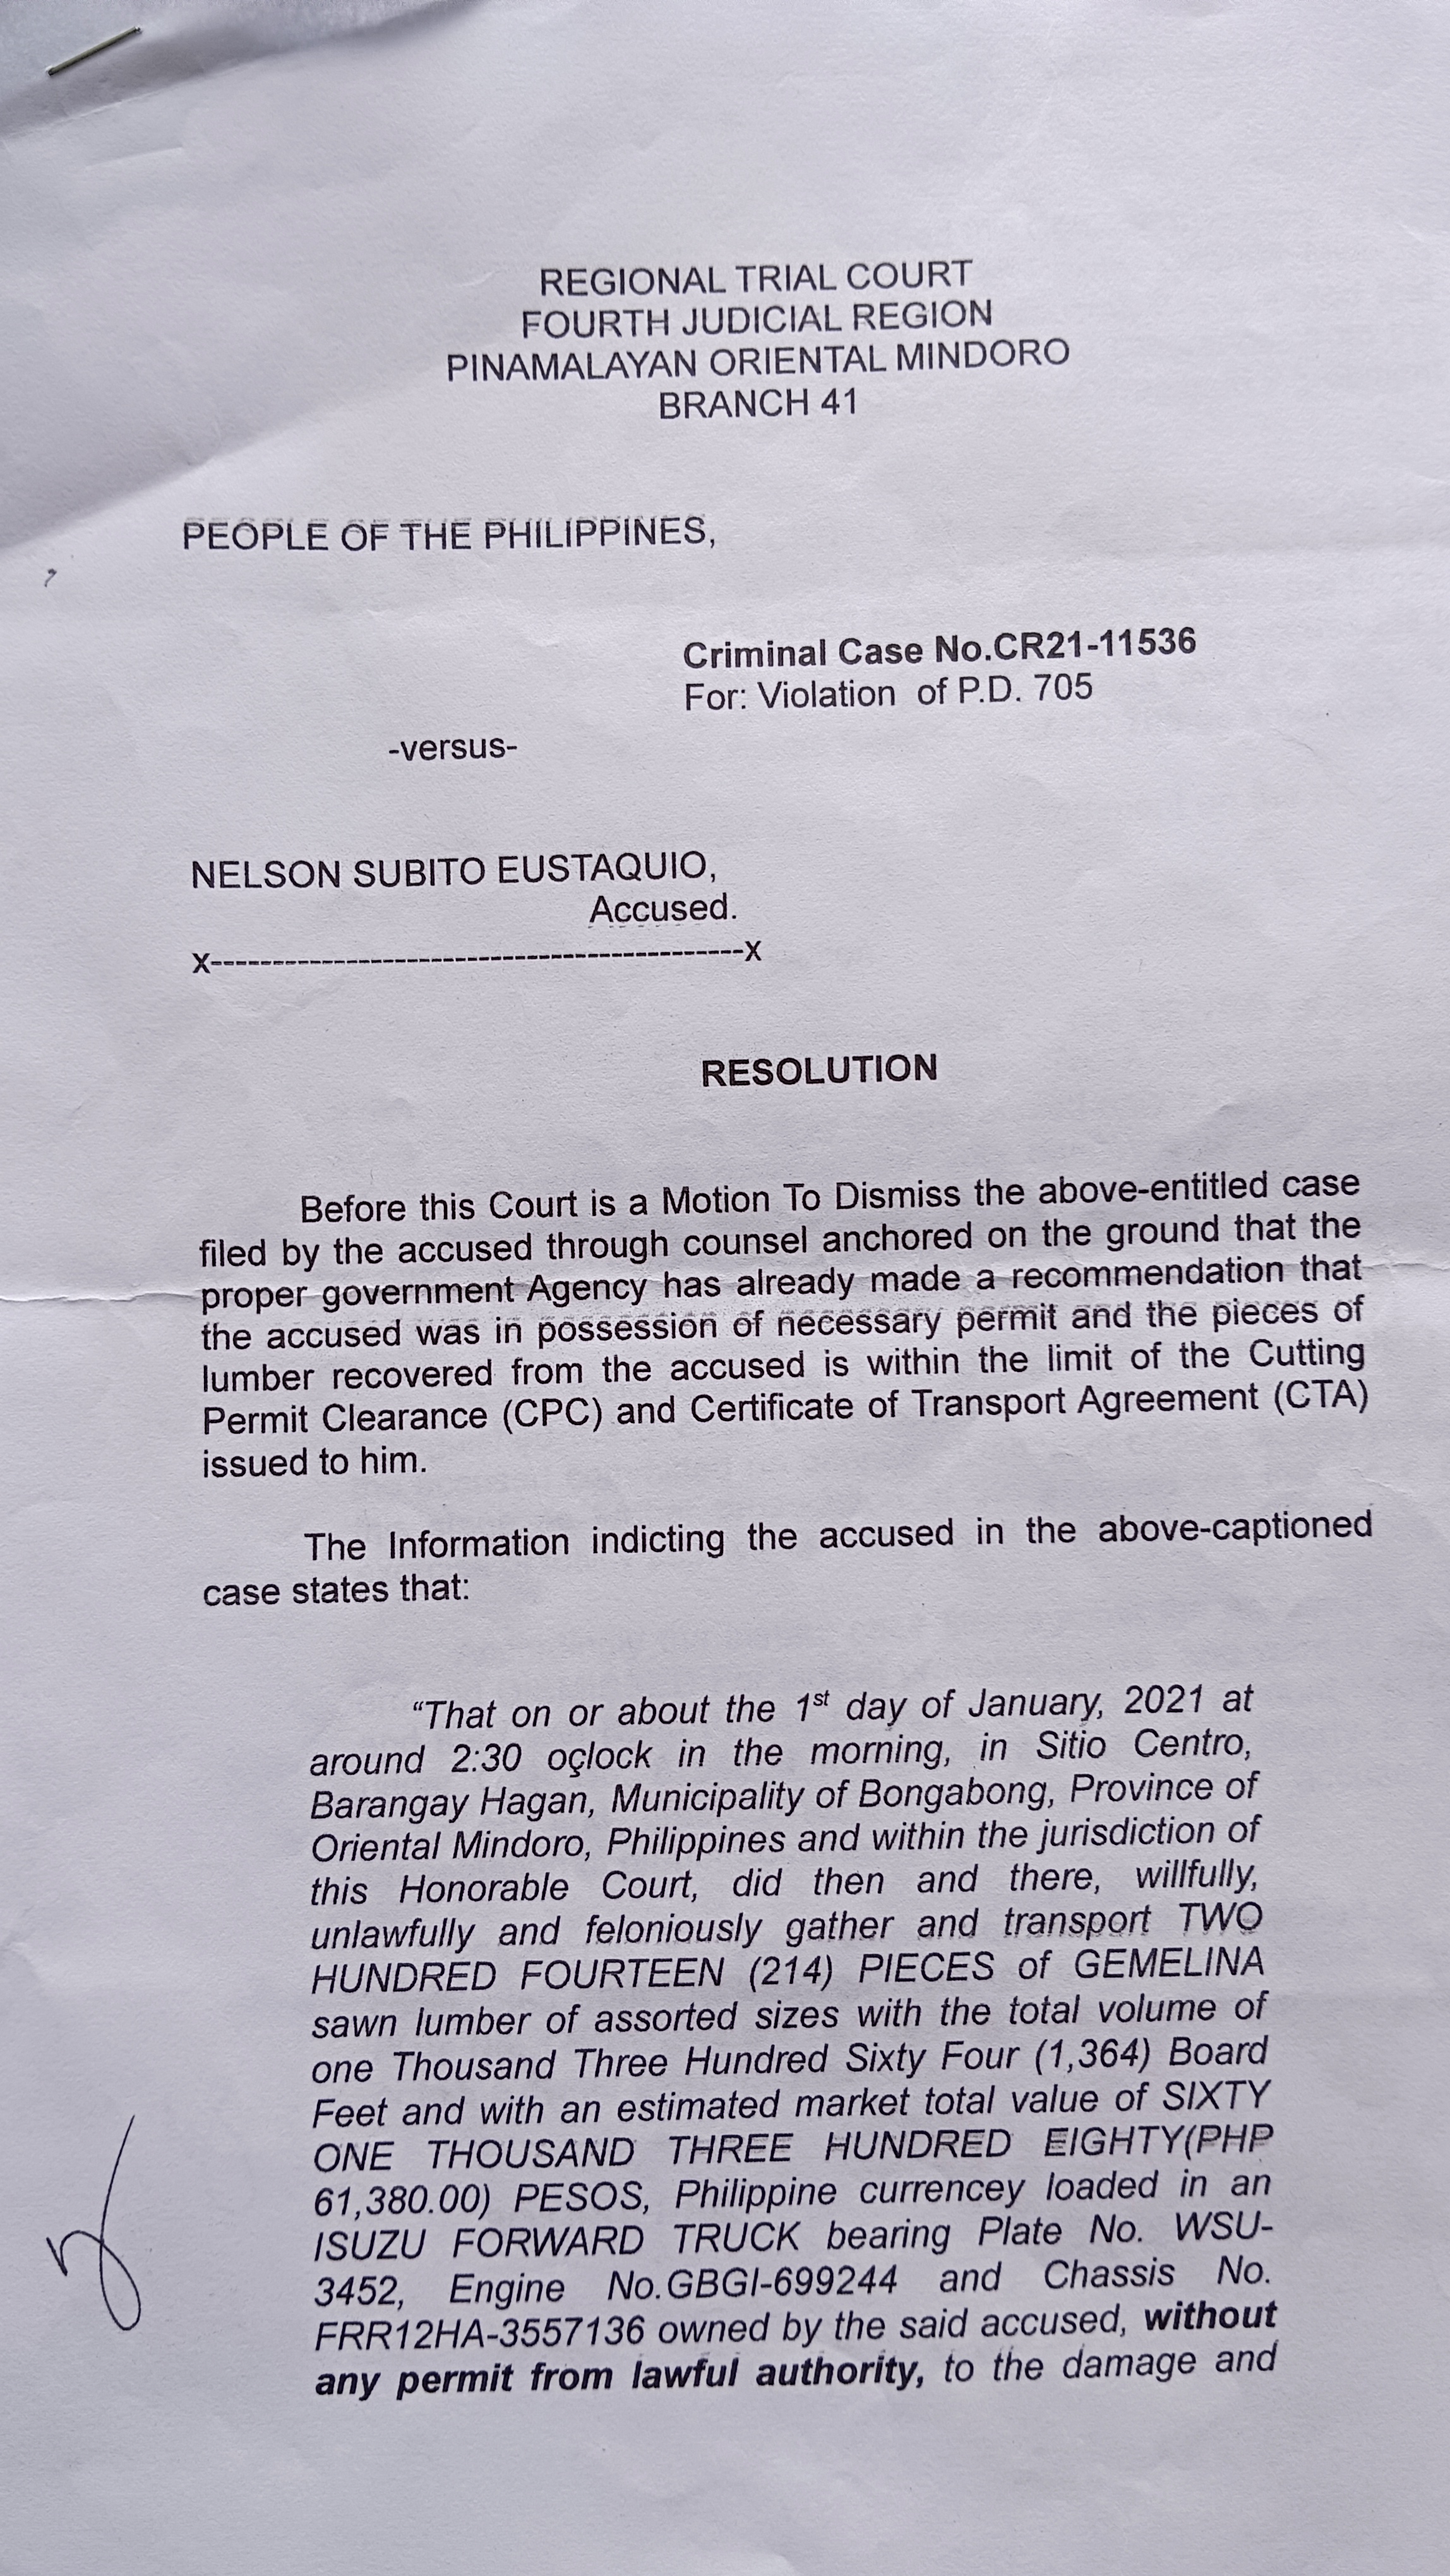 REGIONAL TRIAL COURT
FOURTH JUDICIAL REGION
PINAMALAYAN ORIENTAL MINDORO
BRANCH 41
PEOPLE OF THE PHILIPPINES,
Criminal Case No.CR21-11536
For: Violation of P.D. 705
-versus-
NELSON SUBITO EUSTAQUIO,
Accused.
X--------------------------------------------X
RESOLUTION
Before this Court is a Motion To Dismiss the above-entitled case
filed by the accused through counsel anchored on the ground that the
proper government Agency has already made a recommendation that
the accused was in possession of necessary permit and the pieces of
lumber recovered from the accused is within the limit of the Cutting
Permit Clearance (CPC) and Certificate of Transport Agreement (CTA)
issued to him.
The Information indicting the accused in the above-captioned
case states that:
“That on or about the 1st day of January, 2021 at
around 2:30 oçlock in the morning, in Sitio Centro,
Barangay Hagan, Municipality of Bongabong, Province of
Oriental Mindoro, Philippines and within the jurisdiction of
this Honorable Court, did then and there, willfully,
unlawfully and feloniously gather and transport TWO
HUNDRED FOURTEEN (214) PIECES of GEMELINA
sawn lumber of assorted sizes with the total volume of
one Thousand Three Hundred Sixty Four (1,364) Board
Feet and with an estimated market total value of SIXTY
ONE THOUSAND THREE HUNDRED EIGHTY(PHP
61,380.00) PESOS, Philippine currencey loaded in an
ISUZU FORWARD TRUCK bearing Plate No. WSU-
3452, Engine No.GBGI-699244 and Chassis No.
FRR12HA-3557136 owned by the said accused, without
any permit from lawful authority, to the damage and